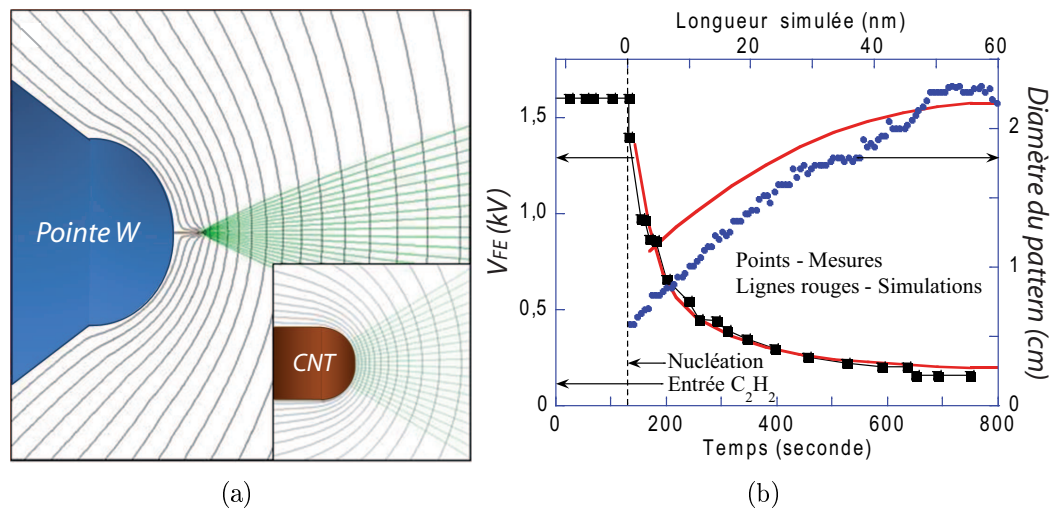 Pointe W
CNT
(a)
Longueur simulée (nm)
0 20 40 60
V_FE (kV)
1.5
1,0
0,5
0
Diamètre du pattern (cm)
2
1
0
Points - Mesures
Lignes rouges - Simulations
Nucléation
Entrée C₂H₂
0 200 400 600 800
Temps (seconde)
(b)